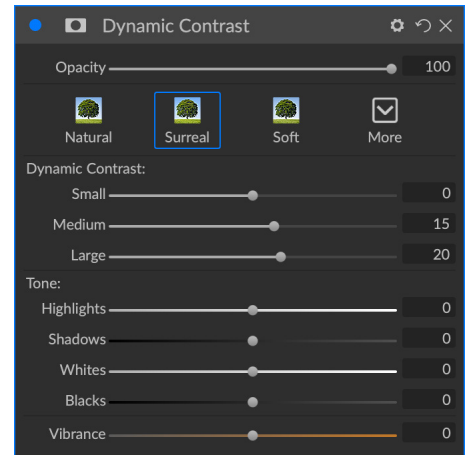 Dynamic Contrast
Opacity 100
Natural Surreal Soft More
Dynamic Contrast:
Small 0
Medium 15
Large 20
Tone:
Highlights 0
Shadows 0
Whites 0
Blacks 0
Vibrance 0